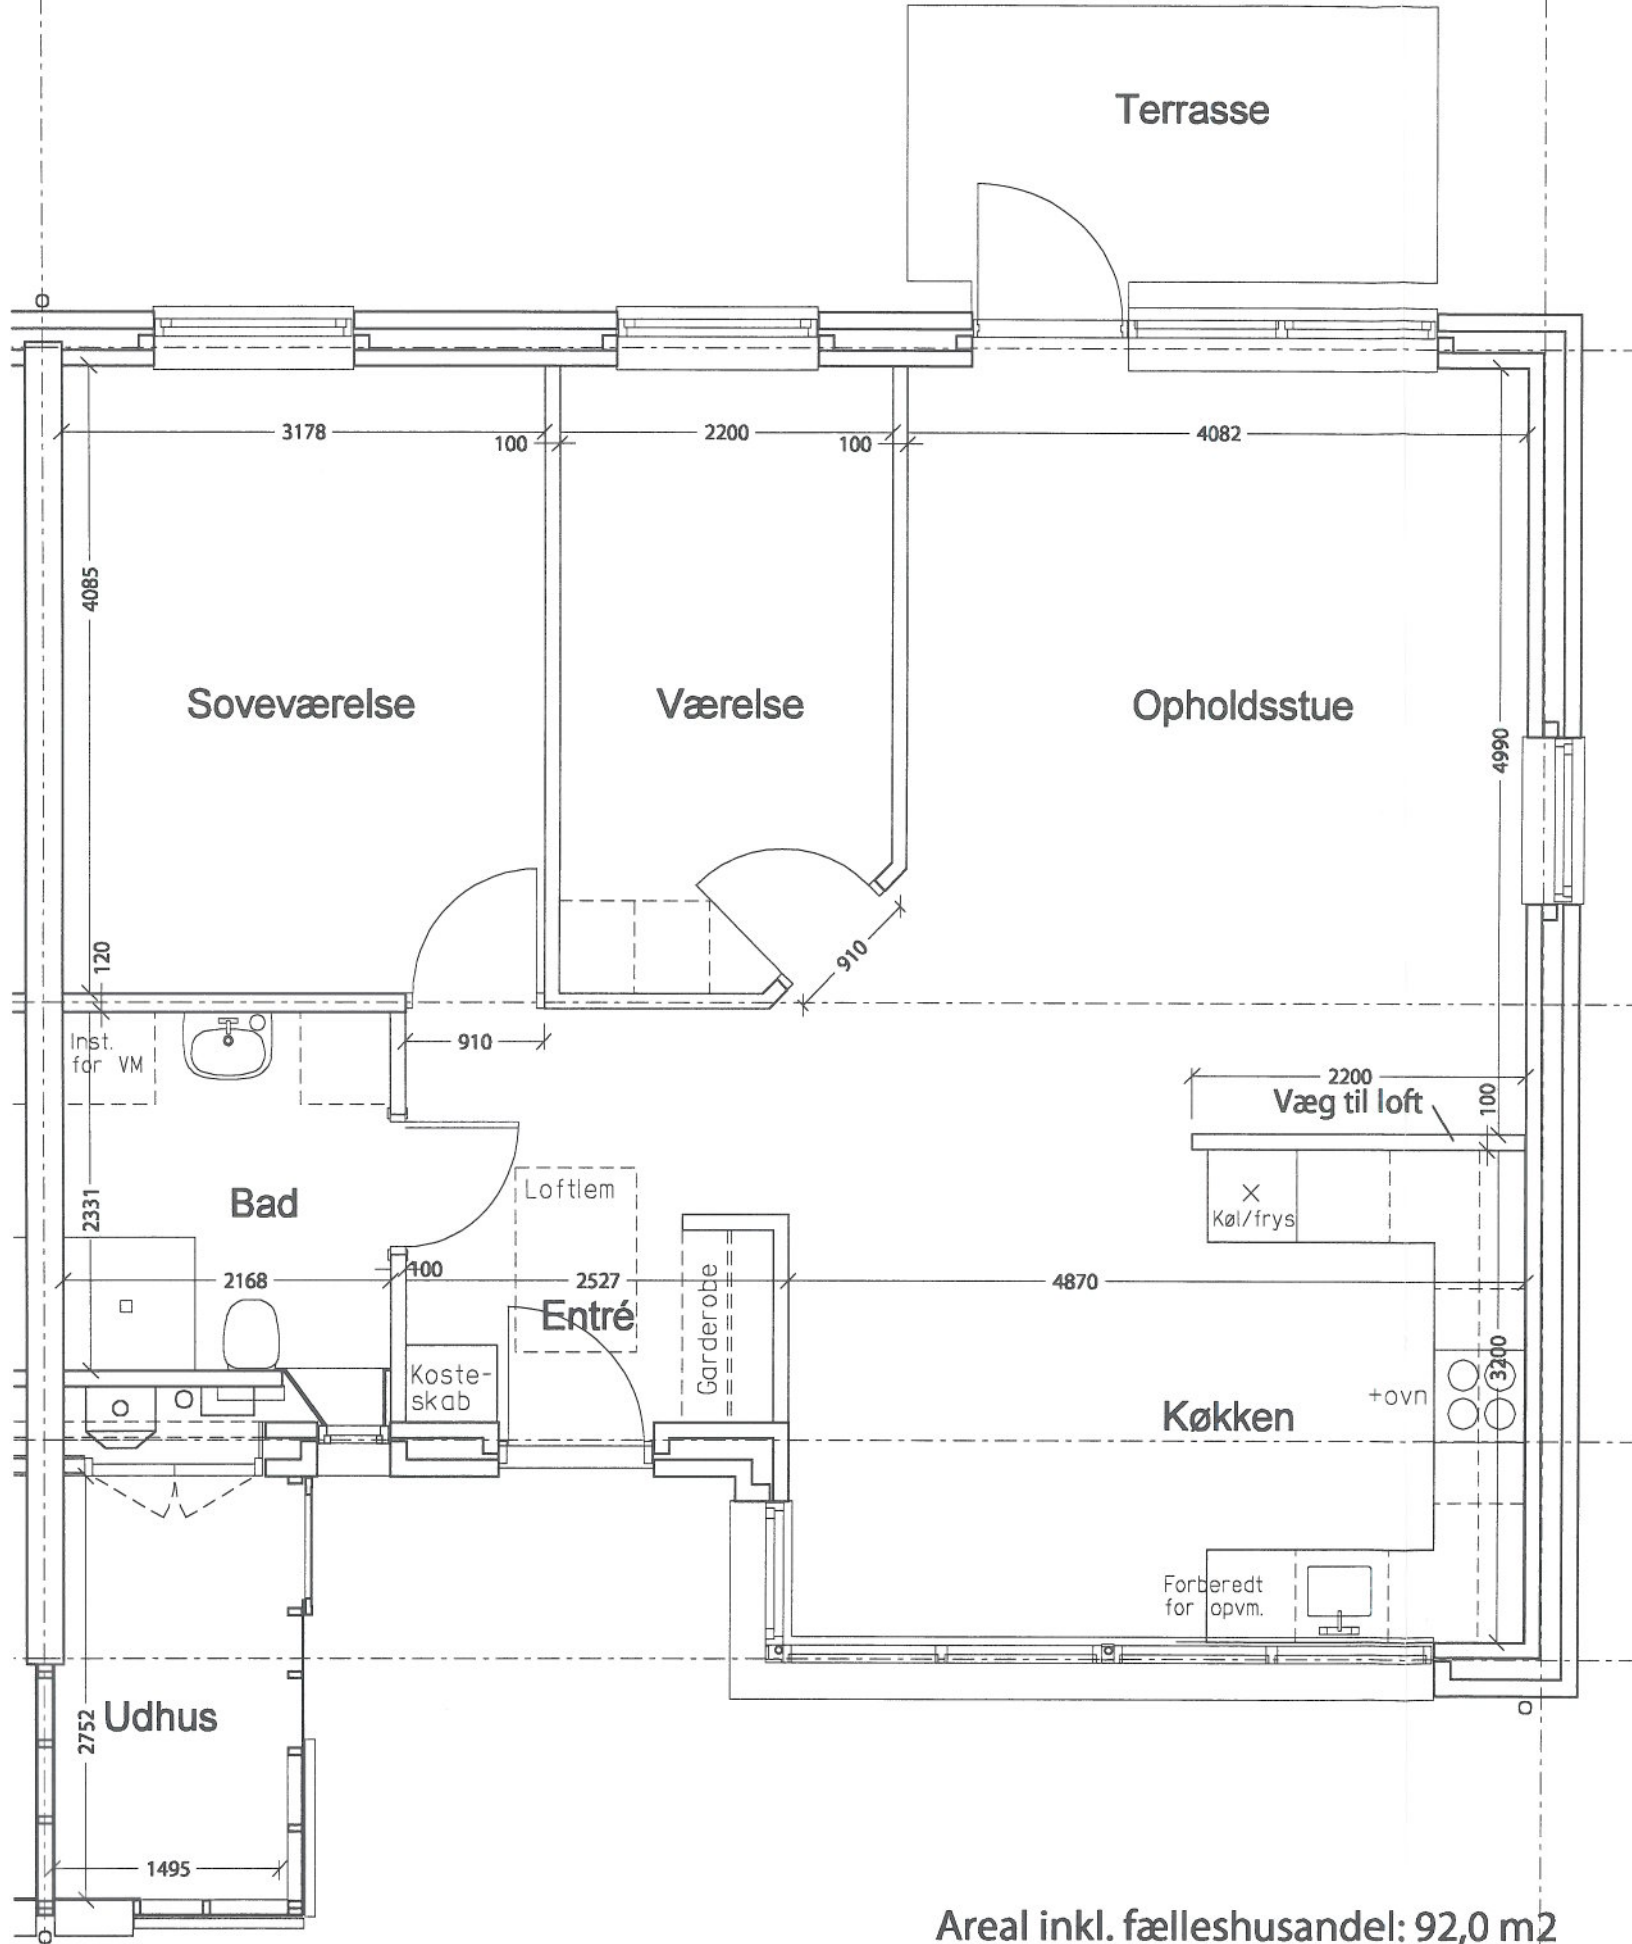 Terrasse
3178
100
2200
100
4082
4085
Soveværelse
Værelse
Opholdsstue
4990
120
910
Inst.
for VM
910
2200
Væg til loft
100
Loftlem
Bad
2331
Køl/frys
2168
100
2527
4870
Entré
Garderobe
Koste-
skab
3200
+ovn
Køkken
Forberedt
for opvm.
Udhus
2752
1495
Areal inkl. fælleshusandel: 92,0 m2